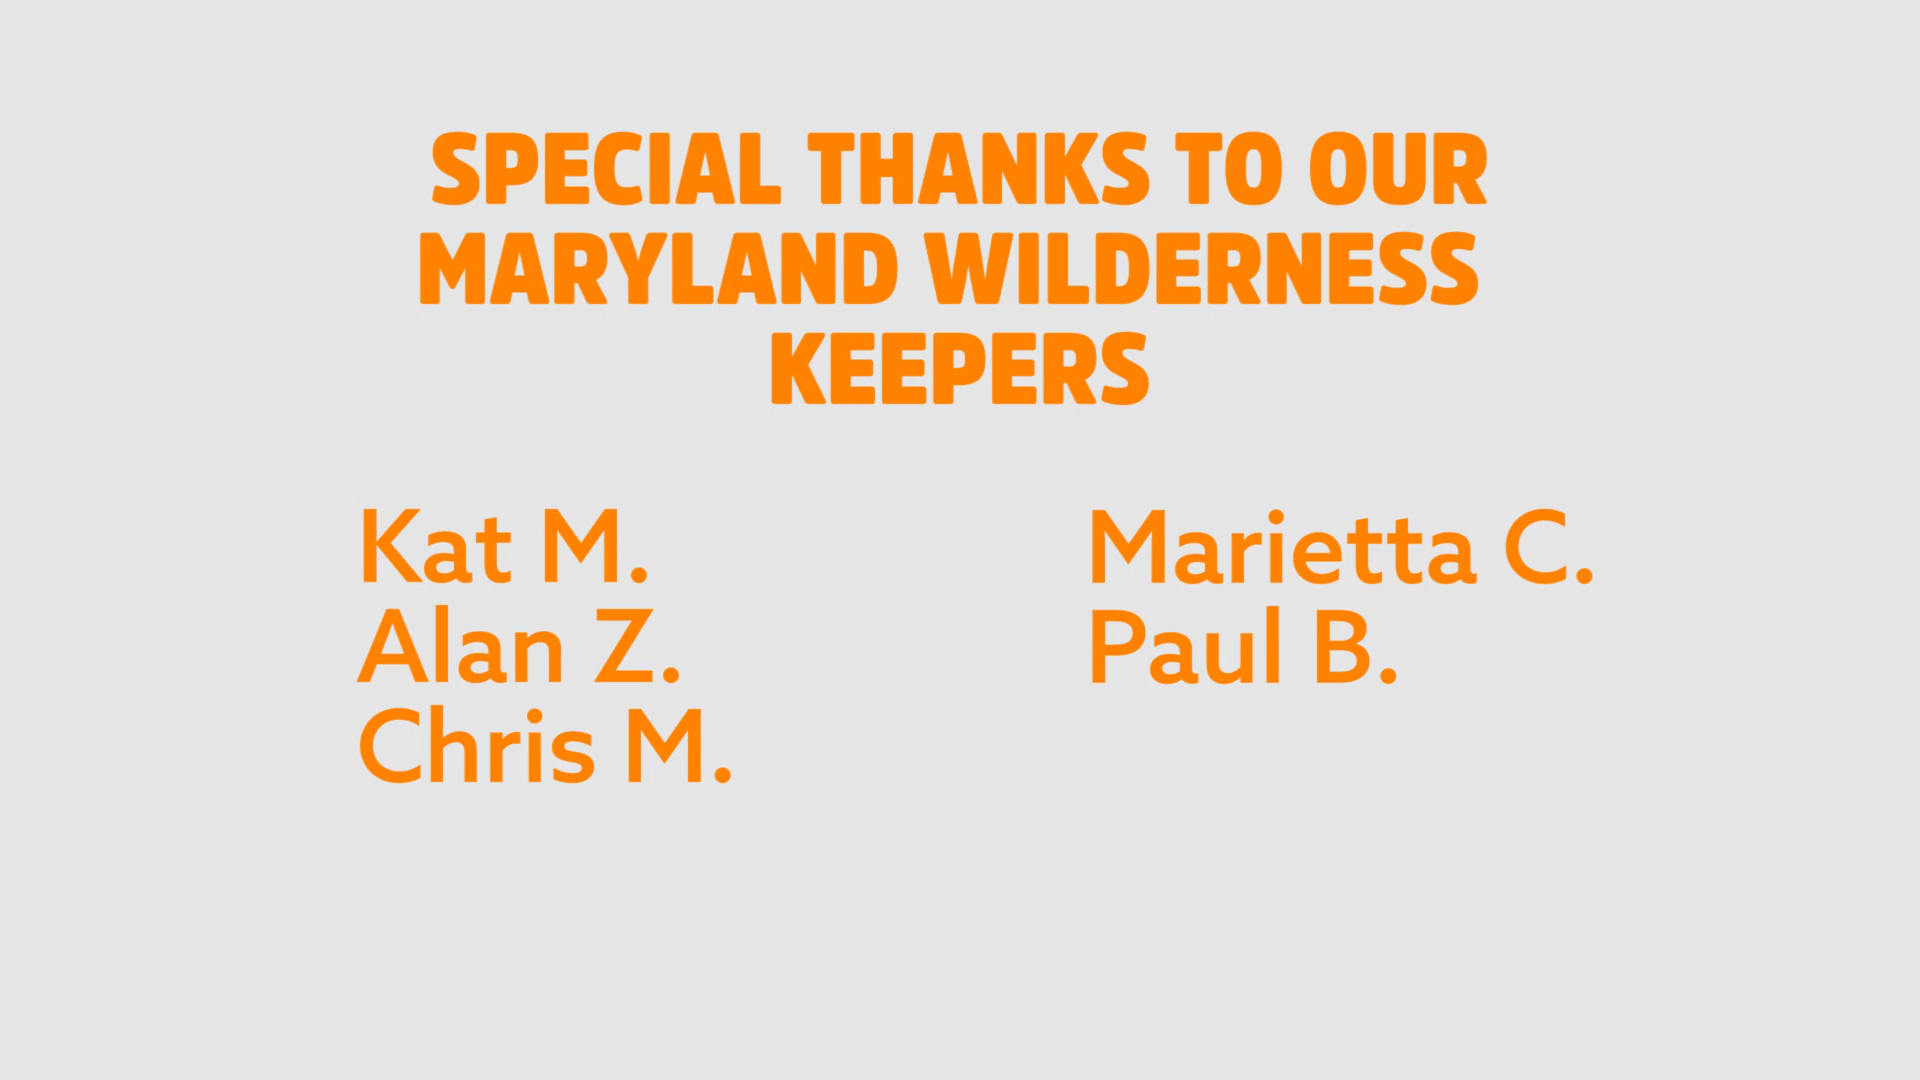 SPECIAL THANKS TO OUR
MARYLAND WILDERNESS
KEEPERS
Kat M.
Alan Z.
Chris M.
Marietta C.
Paul B.